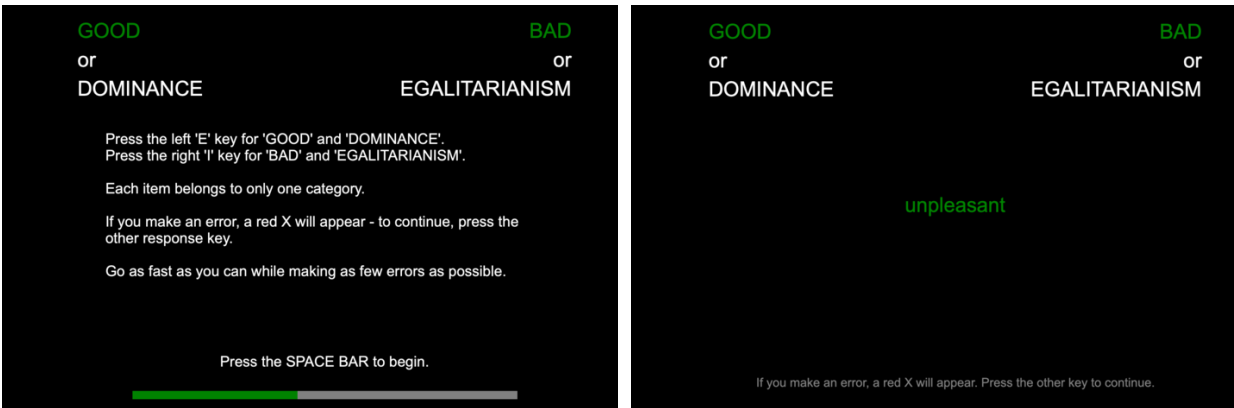 GOOD
BAD
or
or
DOMINANCE
EGALITARIANISM
Press the left 'E' key for 'GOOD' and 'DOMINANCE'.
Press the right 'I' key for 'BAD' and 'EGALITARIANISM'.
Each item belongs to only one category.
If you make an error, a red X will appear - to continue, press the
other response key.
Go as fast as you can while making as few errors as possible.
Press the SPACE BAR to begin.
GOOD
BAD
or
or
DOMINANCE
EGALITARIANISM
unpleasant
If you make an error, a red X will appear. Press the other key to continue.